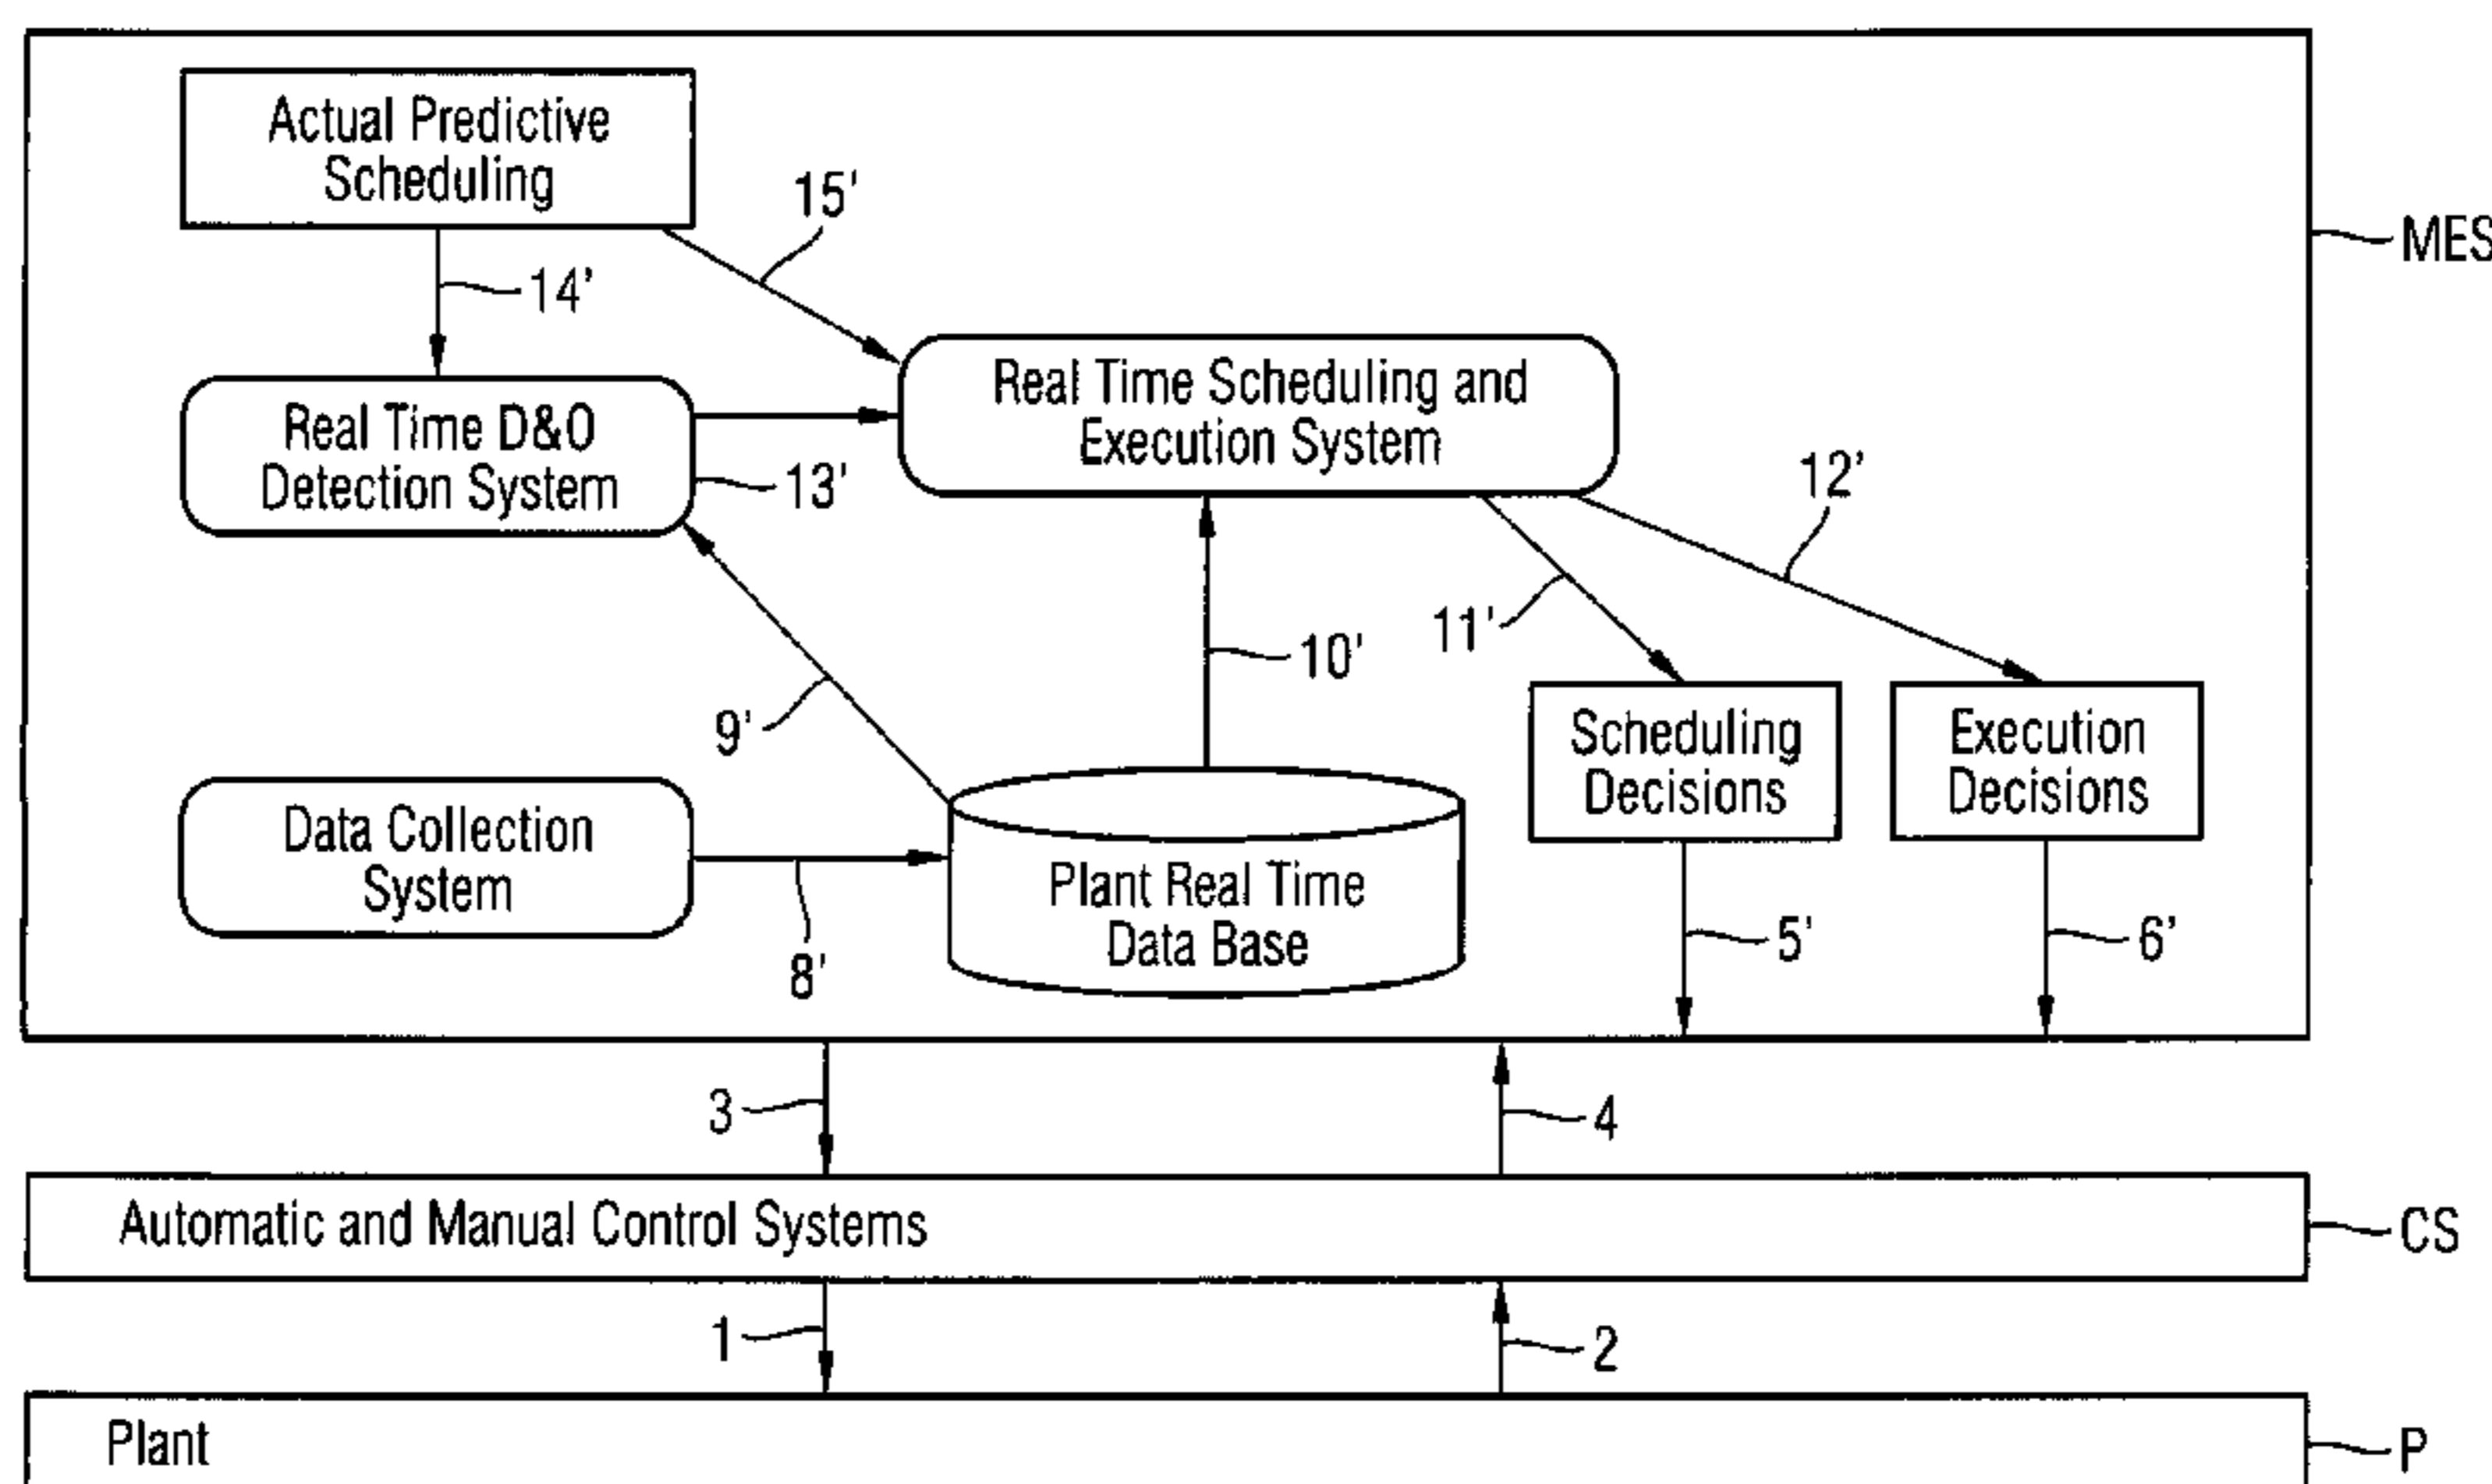 Actual Predictive
Scheduling
15'
MES
14'
Real Time Scheduling and
Execution System
Real Time D&O
Detection System
13'
12'
11'
10'
9'
Scheduling
Decisions
Execution
Decisions
Data Collection
System
Plant Real Time
Data Base
8'
5'
6'
3
4
Automatic and Manual Control Systems
CS
1
2
Plant
P